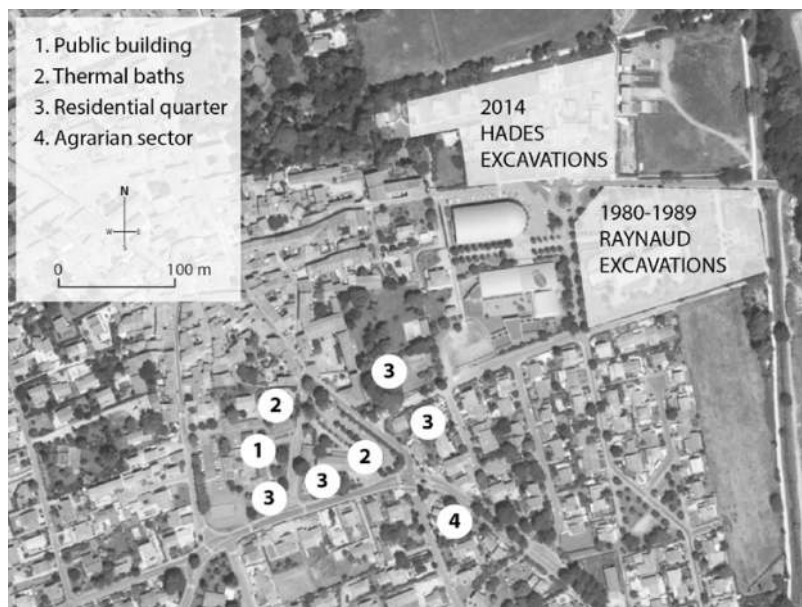 1. Public building
2. Thermal baths
3. Residential quarter
4. Agrarian sector
N
W
E
S
0
100 m
2014
HADES
EXCAVATIONS
1980-1989
RAYNAUD
EXCAVATIONS
3
2
3
1
2
3
3
4